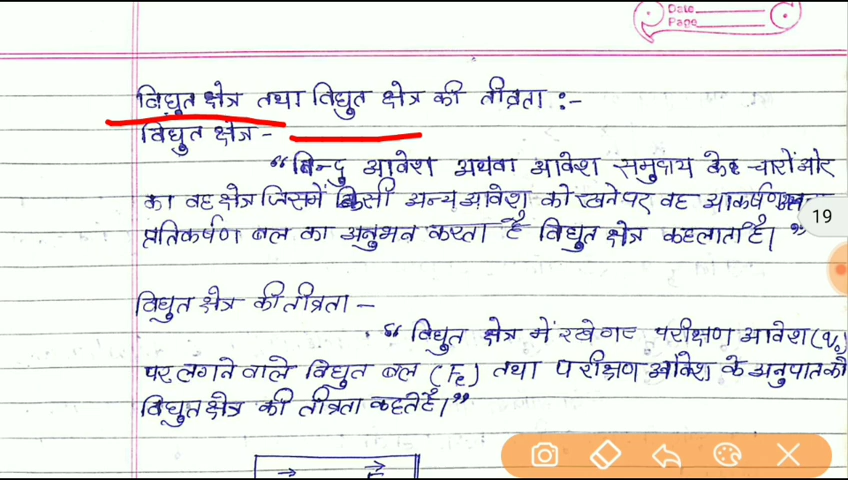 Date
Page
विद्युत क्षेत्र तथा विद्युत क्षेत्र की तीव्रता :-
विद्युत क्षेत्र -
“बिन्दु आवेश अथवा आवेश समुदाय के चारों ओर
का वह क्षेत्र जिसमें किसी अन्य आवेश को रखने पर वह आकर्षण
19
प्रतिकर्षण बल का अनुभव करता है विद्युत क्षेत्र कहलाता है।”
विद्युत क्षेत्र की तीव्रता –
“विद्युत क्षेत्र में रखे गए परीक्षण आवेश (q₀)
पर लगने वाले विद्युत बल (Fe) तथा परीक्षण आवेश के अनुपात को
विद्युत क्षेत्र की तीव्रता कहते हैं।”